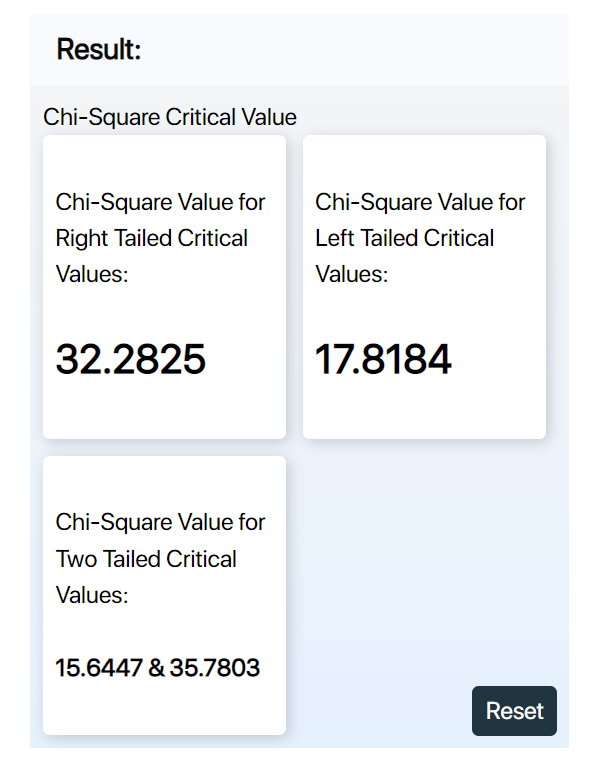 Result:
Chi-Square Critical Value
Chi-Square Value for
Right Tailed Critical
Values:
32.2825
Chi-Square Value for
Left Tailed Critical
Values:
17.8184
Chi-Square Value for
Two Tailed Critical
Values:
15.6447 & 35.7803
Reset